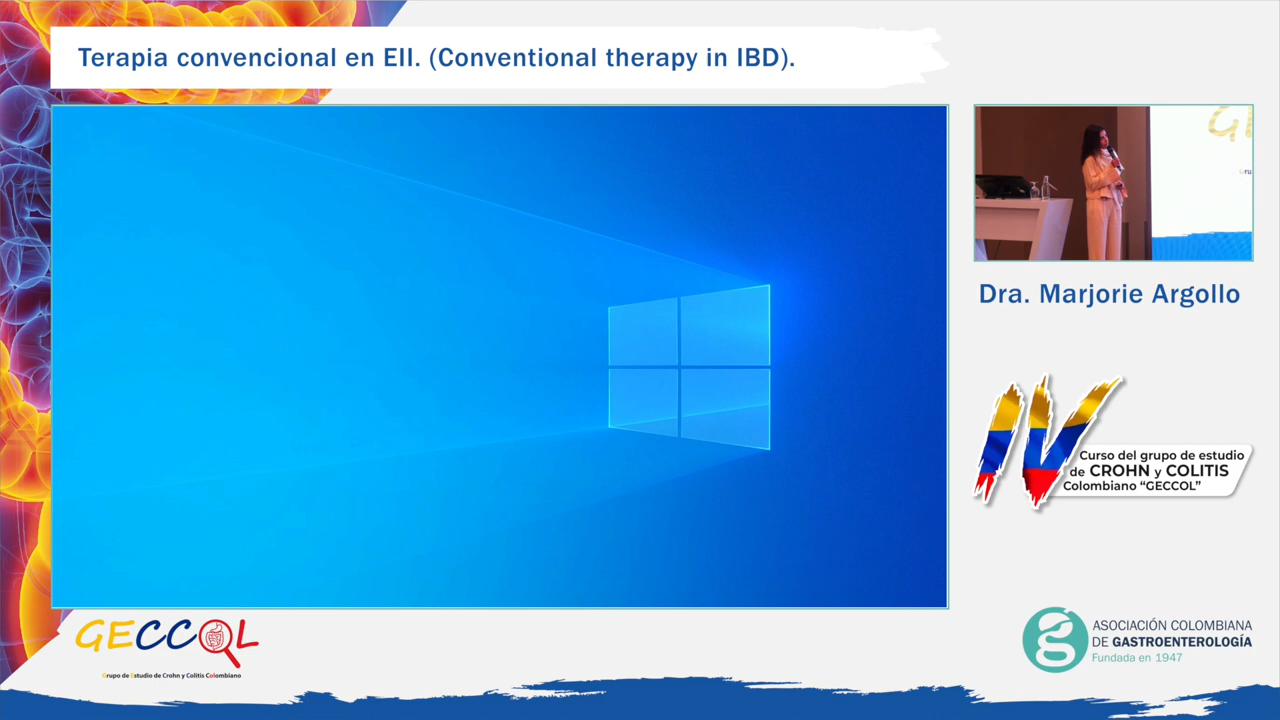 Terapia convencional en EII. (Conventional therapy in IBD).
Dra. Marjorie Argollo
IV
Curso del grupo de estudio
de CROHN y COLITIS
Colombiano “GECCOL”
GECCOL
Grupo de Estudio de Crohn y Colitis Colombiano
ASOCIACIÓN COLOMBIANA
DE GASTROENTEROLOGÍA
Fundada en 1947